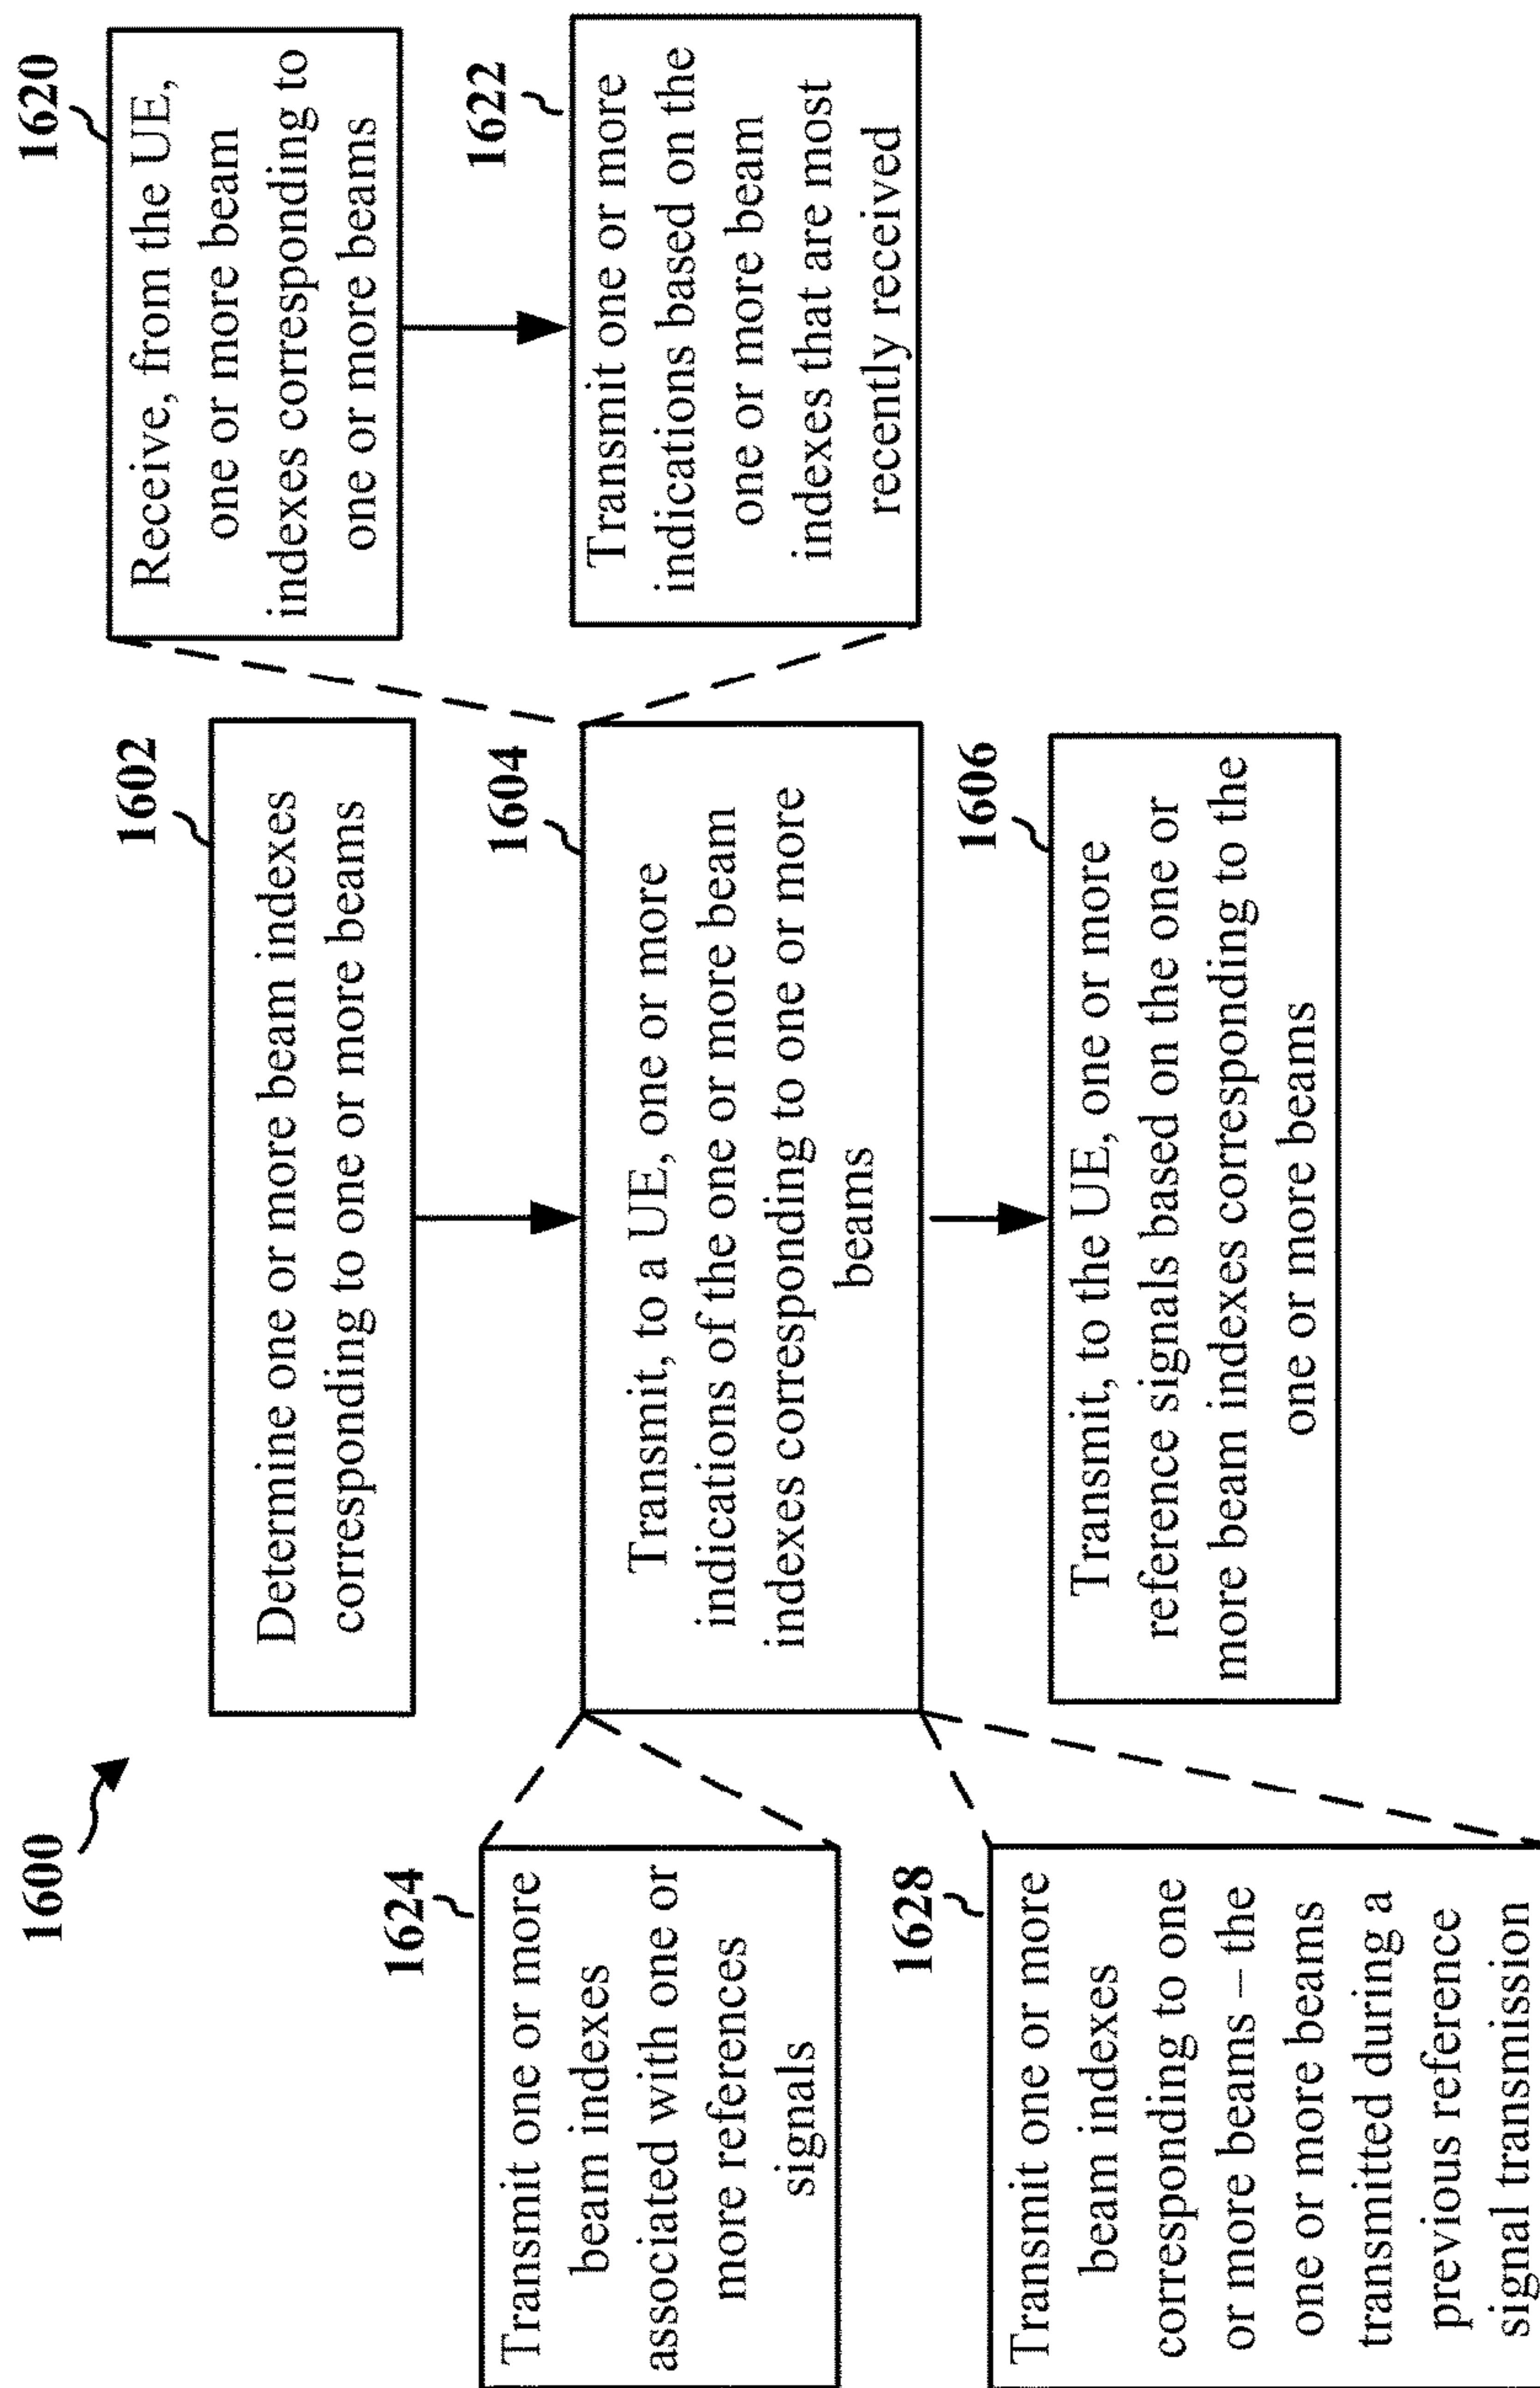 1600
1602
Determine one or more beam indexes
corresponding to one or more beams
1604
Transmit, to a UE, one or more
indications of the one or more beam
indexes corresponding to one or more
beams
1606
Transmit, to the UE, one or more
reference signals based on the one or
more beam indexes corresponding to the
one or more beams
1620
Receive, from the UE,
one or more beam
indexes corresponding to
one or more beams
1622
Transmit one or more
indications based on the
one or more beam
indexes that are most
recently received
1624
Transmit one or more
beam indexes
associated with one or
more references
signals
1628
Transmit one or more
beam indexes
corresponding to one
or more beams – the
one or more beams
transmitted during a
previous reference
signal transmission